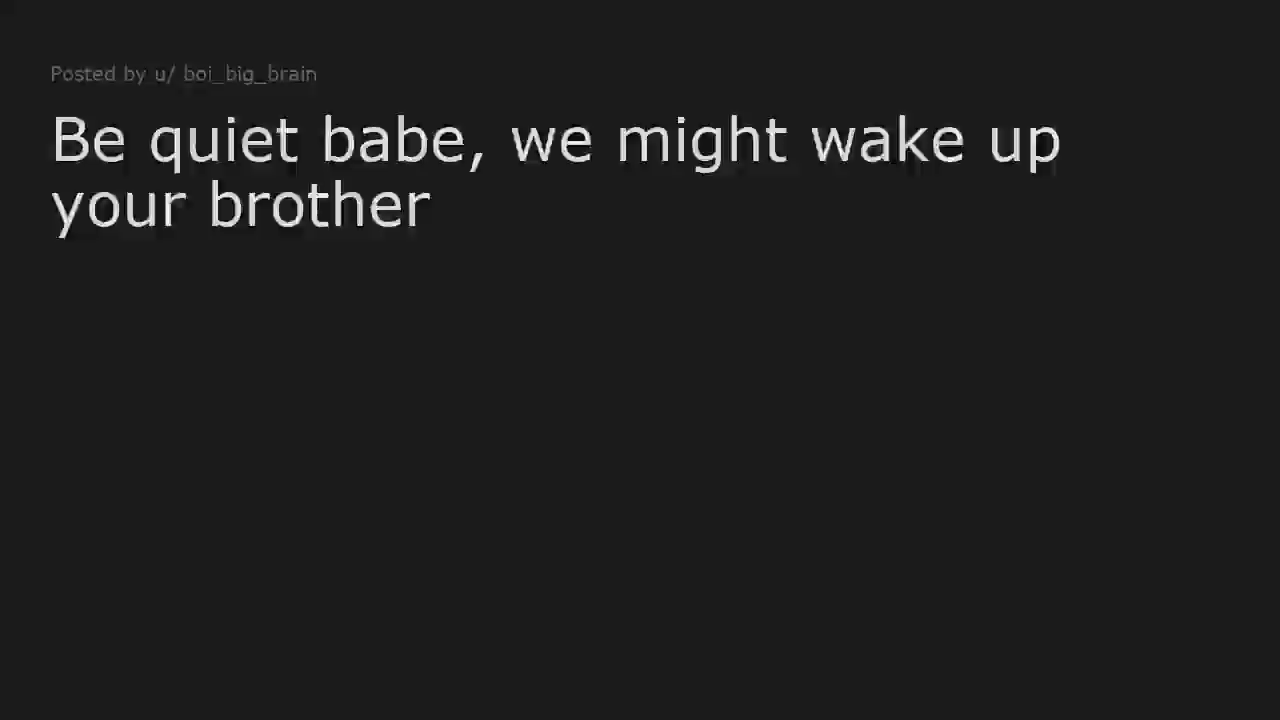 Posted by u/ boi_big_brain
Be quiet babe, we might wake up
your brother